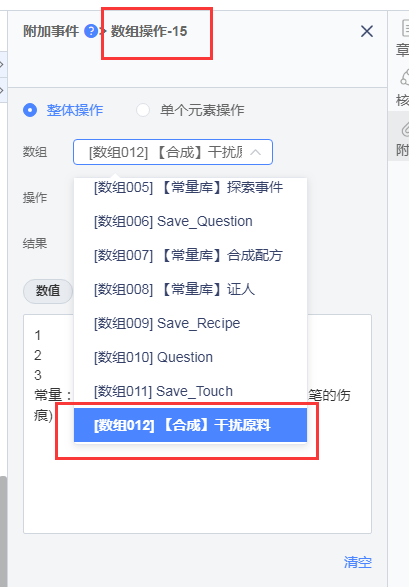 附加事件 ? > 数组操作-15
整体操作 单个元素操作
数组 [数组012] 【合成】干扰原
操作
结果
[数组005] 【常量库】探索事件
[数组006] Save_Question
[数组007] 【常量库】合成配方
[数组008] 【常量库】证人
[数组009] Save_Recipe
[数组010] Question
[数组011] Save_Touch
[数组012] 【合成】干扰原料
数值
1
2
3
常量: 笔的伤
痕)
清空
章
核
附